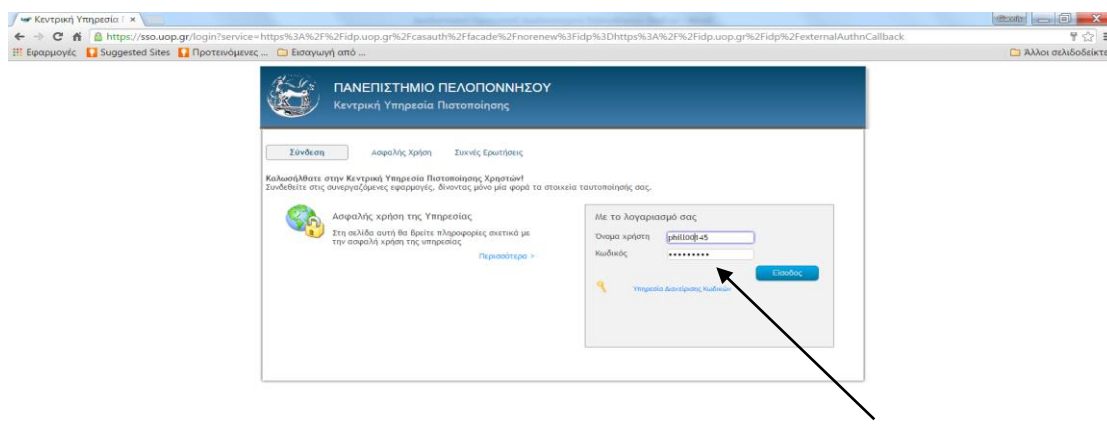 Κεντρική Υπηρεσία Γ
https://sso.uop.gr/login?service=https%3A%2F%2Fidp.uop.gr%2Fcasauth%2Ffacade%2Fnorenew%3Fidp%3Dhttps%3A%2F%2Fidp.uop.gr%2Fidp%2FexternalAuthnCallback
Εφαρμογές Suggested Sites Προτεινόμενες ... Εισαγωγή από ... Άλλοι σελιδοδείκτε
ΠΑΝΕΠΙΣΤΗΜΙΟ ΠΕΛΟΠΟΝΝΗΣΟΥ
Κεντρική Υπηρεσία Πιστοποίησης
Σύνδεση Ασφαλής Χρήση Συχνές Ερωτήσεις
Καλωσήλθατε στην Κεντρική Υπηρεσία Πιστοποίησης Χρηστών!
Συνδεθείτε στις συνεργαζόμενες εφαρμογές, δίνοντας μόνο μία φορά τα στοιχεία ταυτοποίησής σας.
Ασφαλής χρήση της Υπηρεσίας
Στη σελίδα αυτή θα βρείτε πληροφορίες σχετικά με
την ασφαλή χρήση της υπηρεσίας
Περισσότερα >
Με το λογαριασμό σας
Όνομα χρήστη phill00145
Κωδικός •••••••••
Είσοδος
Υπηρεσία Διαχείρισης Κωδικών